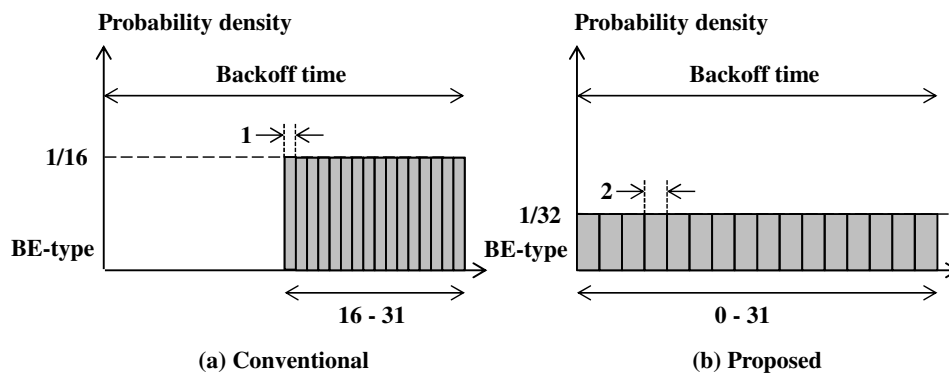 Probability density
Backoff time
1
1/16
BE-type
16 - 31
(a) Conventional
Probability density
Backoff time
2
1/32
BE-type
0 - 31
(b) Proposed